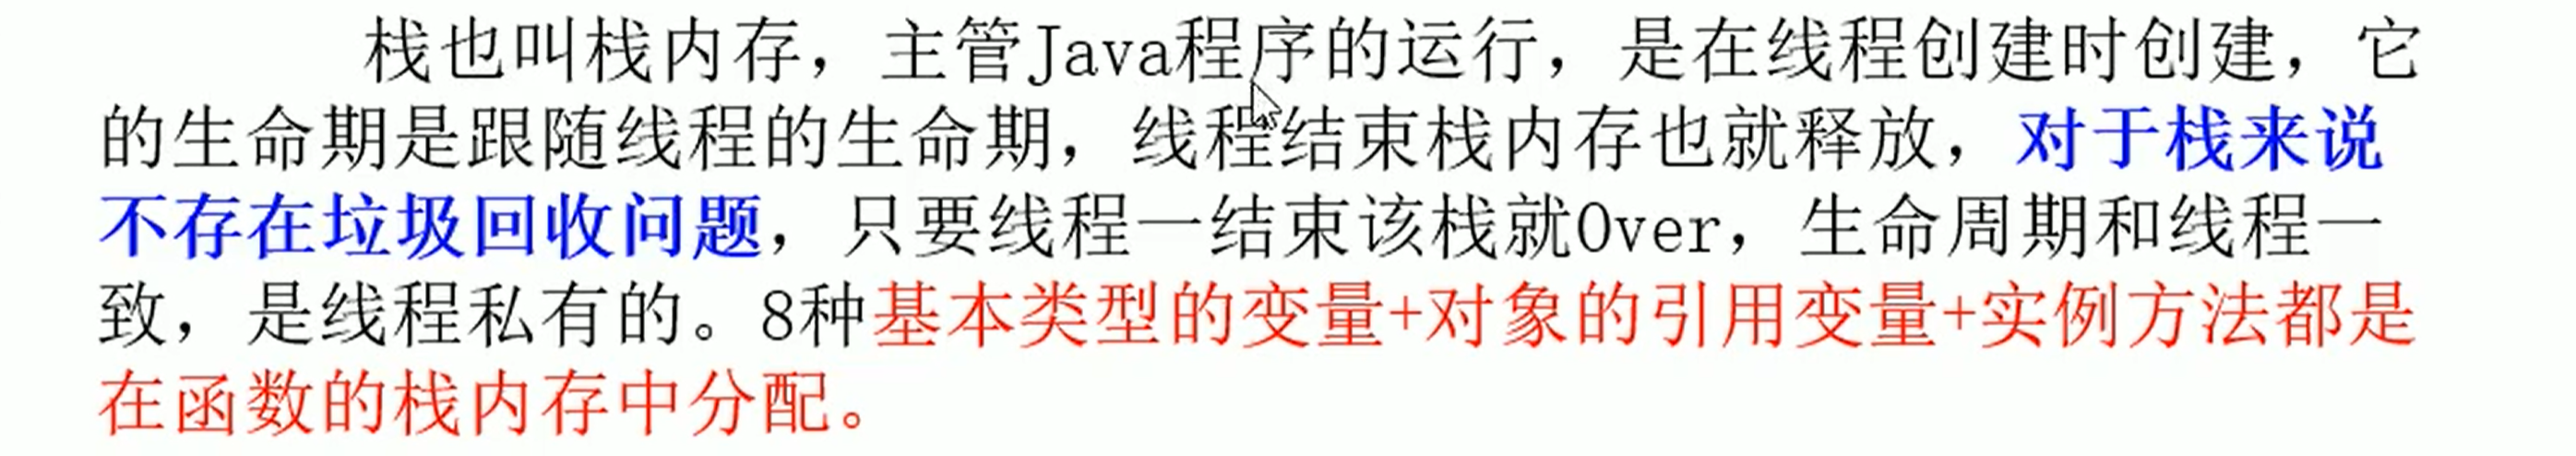 栈也叫栈内存，主管Java程序的运行，是在线程创建时创建，它
的生命期是跟随线程的生命期，线程结束栈内存也就释放，对于栈来说
不存在垃圾回收问题，只要线程一结束该栈就Over，生命周期和线程一
致，是线程私有的。8种基本类型的变量+对象的引用变量+实例方法都是
在函数的栈内存中分配。